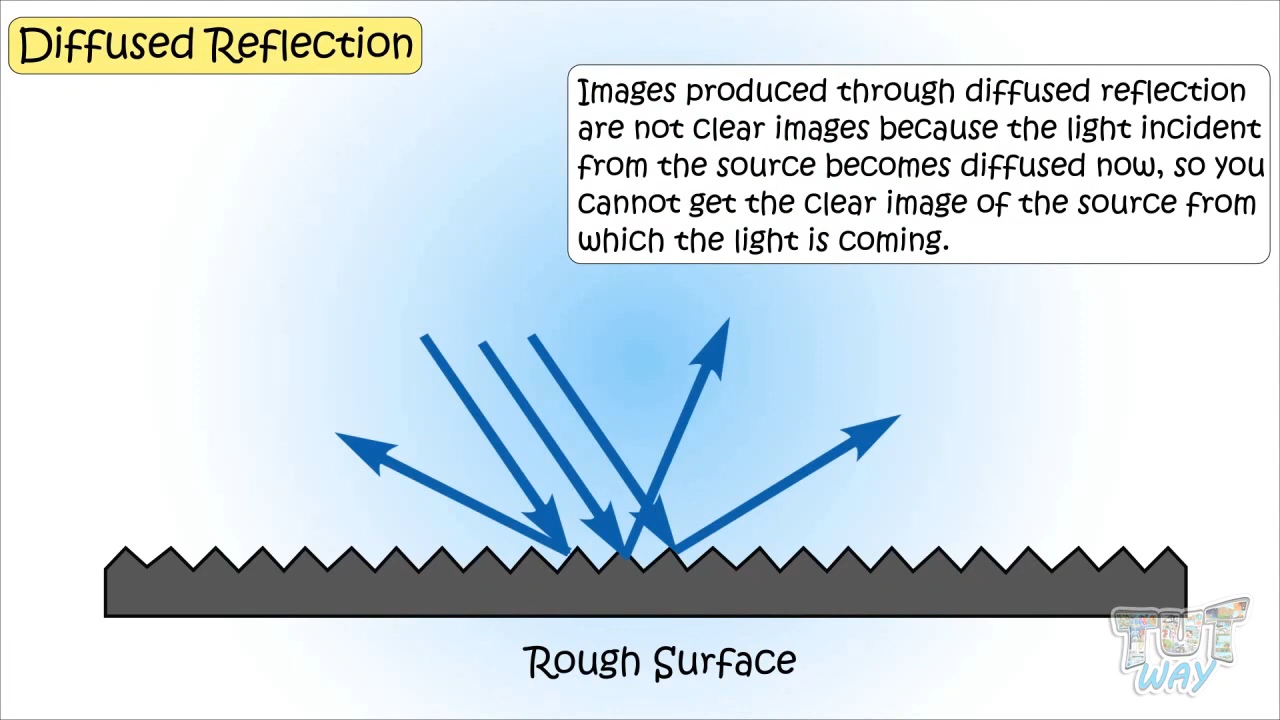 Diffused Reflection
Images produced through diffused reflection
are not clear images because the light incident
from the source becomes diffused now, so you
cannot get the clear image of the source from
which the light is coming.
Rough Surface
TUT
WAY